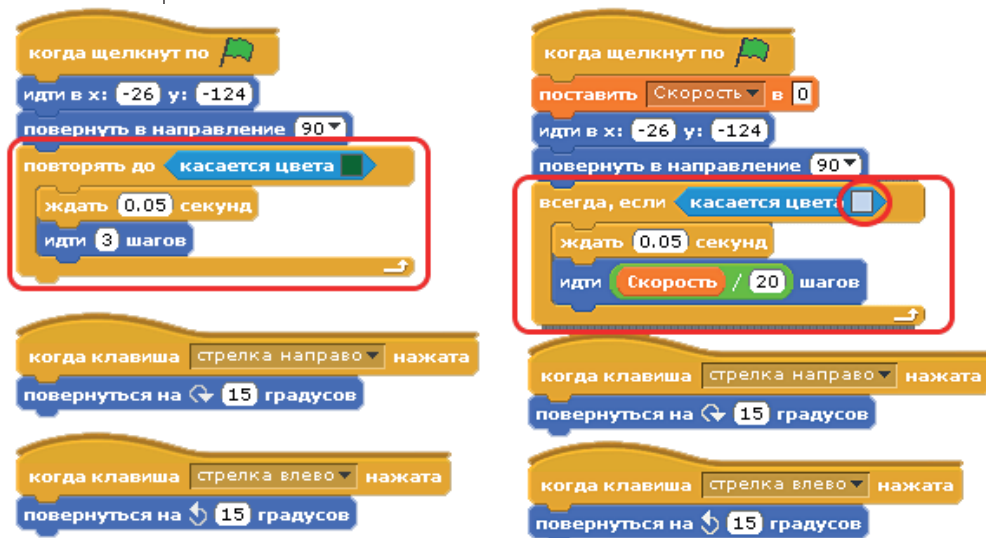 когда щелкнут по
идти в x: -26 y: -124
повернуть в направление 90
повторять до касается цвета
ждать 0.05 секунд
идти 3 шагов
когда клавиша стрелка направо нажата
повернуться на 15 градусов
когда клавиша стрелка влево нажата
повернуться на 15 градусов
когда щелкнут по
поставить Скорость в 0
идти в x: -26 y: -124
повернуть в направление 90
всегда, если касается цвета
ждать 0.05 секунд
идти Скорость / 20 шагов
когда клавиша стрелка направо нажата
повернуться на 15 градусов
когда клавиша стрелка влево нажата
повернуться на 15 градусов